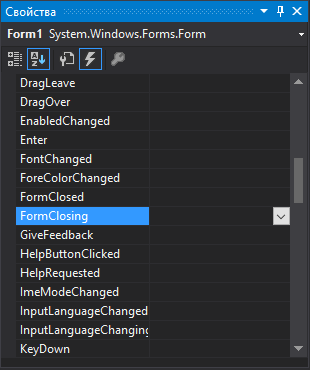 Свойства
Form1 System.Windows.Forms.Form
DragLeave
DragOver
EnabledChanged
Enter
FontChanged
ForeColorChanged
FormClosed
FormClosing
GiveFeedback
HelpButtonClicked
HelpRequested
ImeModeChanged
InputLanguageChanged
InputLanguageChanging
KeyDown